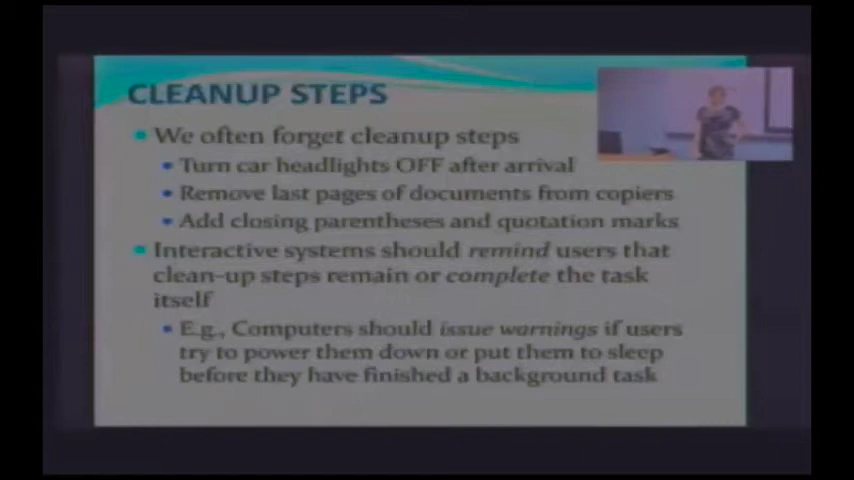 CLEANUP STEPS
We often forget cleanup steps
Turn car headlights OFF after arrival
Remove last pages of documents from copiers
Add closing parentheses and quotation marks
Interactive systems should remind users that
clean-up steps remain or complete the task
itself
E.g., Computers should issue warnings if users
try to power them down or put them to sleep
before they have finished a background task